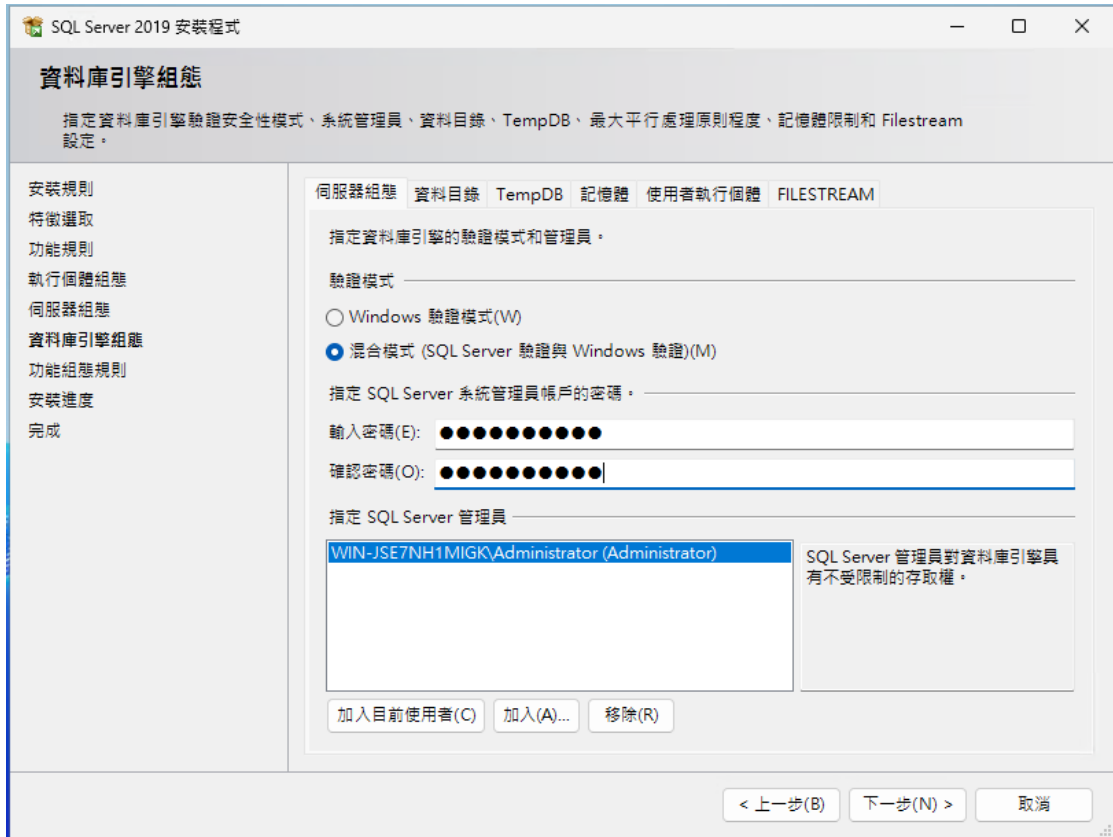 SQL Server 2019 安裝程式
資料庫引擎組態
指定資料庫引擎驗證安全性模式、系統管理員、資料目錄、TempDB、 最大平行處理原則程度、記憶體限制和 Filestream
設定。
安裝規則
特徵選取
功能規則
執行個體組態
伺服器組態
資料庫引擎組態
功能組態規則
安裝進度
完成
伺服器組態 資料目錄 TempDB 記憶體 使用者執行個體 FILESTREAM
指定資料庫引擎的驗證模式和管理員。
驗證模式
Windows 驗證模式(W)
混合模式 (SQL Server 驗證與 Windows 驗證)(M)
指定 SQL Server 系統管理員帳戶的密碼。
輸入密碼(E): ●●●●●●●●●●
確認密碼(O): ●●●●●●●●●●
指定 SQL Server 管理員
WIN-JSE7NH1MIGK\Administrator (Administrator)
SQL Server 管理員對資料庫引擎具
有不受限制的存取權。
加入目前使用者(C) 加入(A)... 移除(R)
< 上一步(B) 下一步(N) > 取消